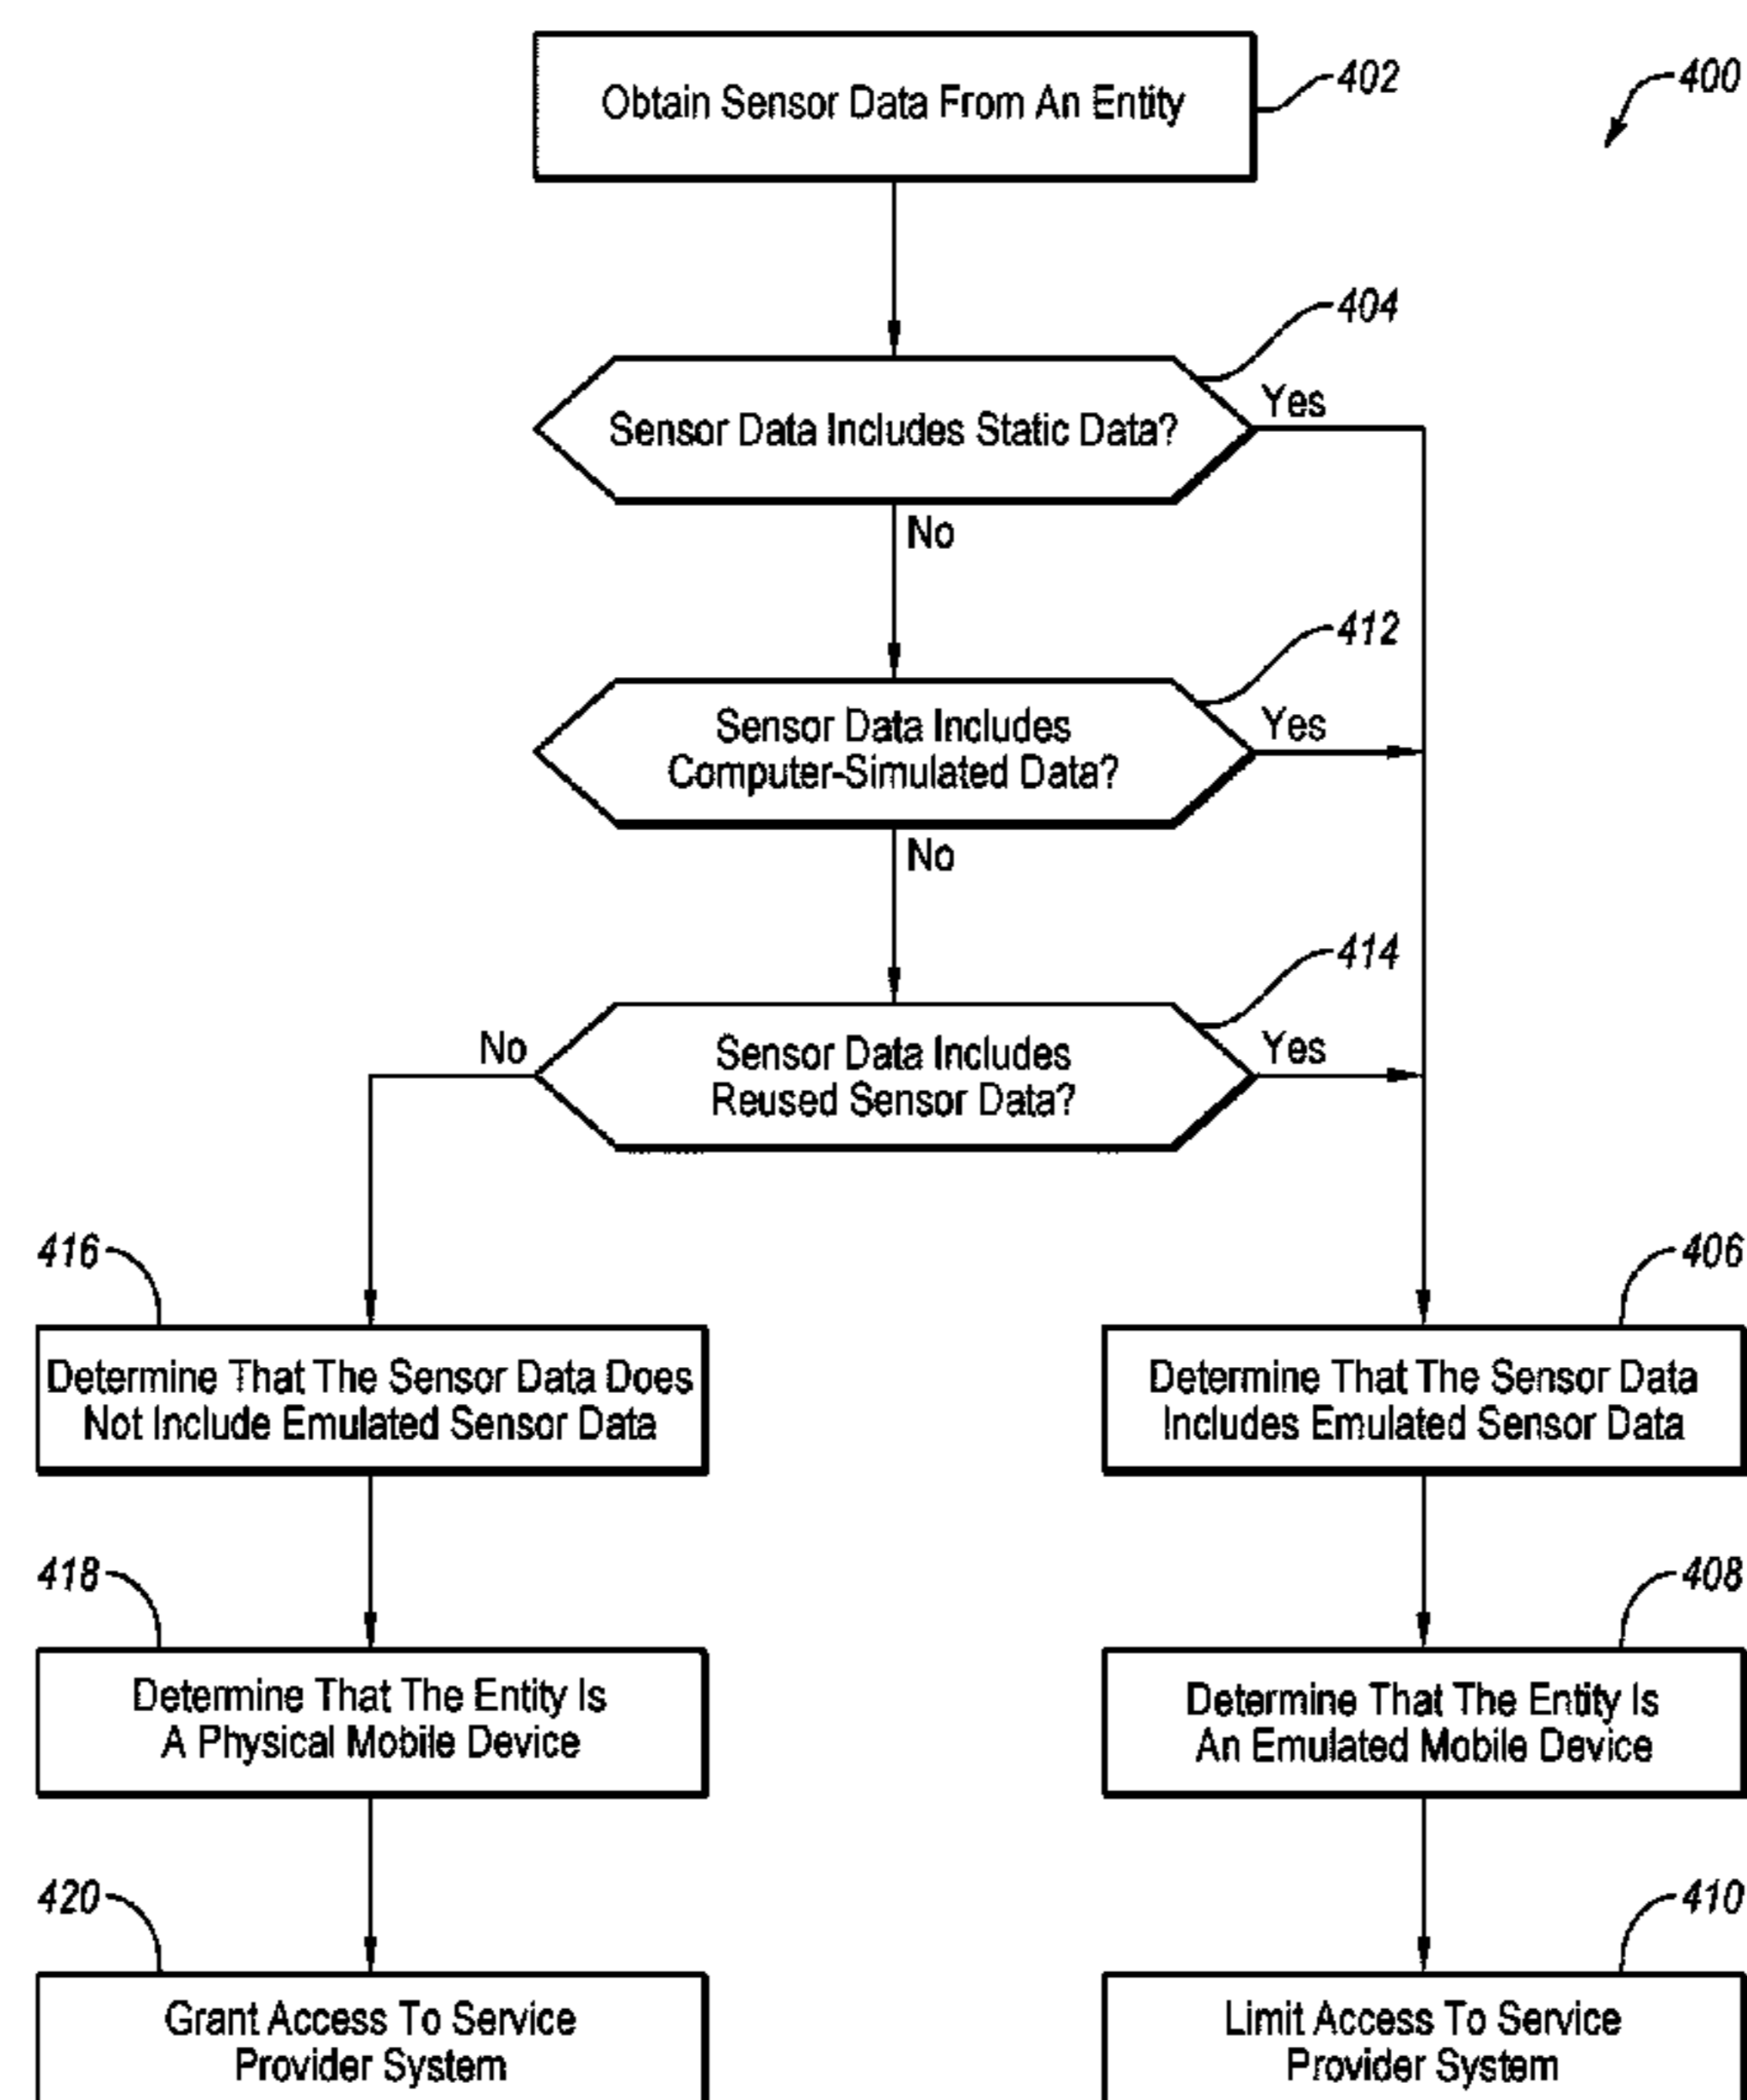 Obtain Sensor Data From An Entity
402
400
404
Sensor Data Includes Static Data?
Yes
No
412
Sensor Data Includes
Computer-Simulated Data?
Yes
No
414
No
Sensor Data Includes
Reused Sensor Data?
Yes
416
406
Determine That The Sensor Data Does
Not Include Emulated Sensor Data
Determine That The Sensor Data
Includes Emulated Sensor Data
418
408
Determine That The Entity Is
A Physical Mobile Device
Determine That The Entity Is
An Emulated Mobile Device
420
410
Grant Access To Service
Provider System
Limit Access To Service
Provider System